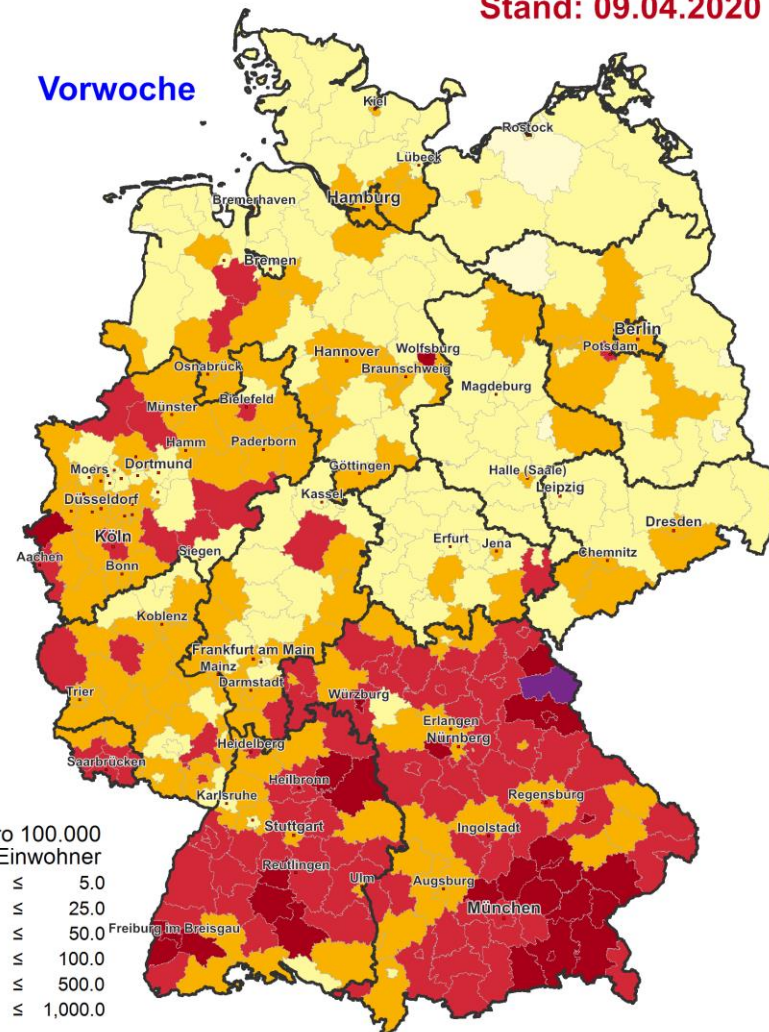 Stand: 09.04.2020
Vorwoche
Kiel
Rostock
Lübeck
Hamburg
Bremerhaven
Bremen
Berlin
Potsdam
Wolfsburg
Hannover
Braunschweig
Magdeburg
Osnabrück
Bielefeld
Münster
Hamm
Paderborn
Göttingen
Halle (Saale)
Leipzig
Moers
Dortmund
Düsseldorf
Kassel
Dresden
Köln
Erfurt
Jena
Chemnitz
Aachen
Siegen
Bonn
Koblenz
Frankfurt am Main
Mainz
Darmstadt
Trier
Würzburg
Erlangen
Nürnberg
Heidelberg
Saarbrücken
Heilbronn
Karlsruhe
Regensburg
Stuttgart
Ingolstadt
Reutlingen
Ulm
Augsburg
München
Freiburg im Breisgau
100.000
≤ 5.0
≤ 25.0
≤ 50.0
≤ 100.0
≤ 500.0
≤ 1,000.0